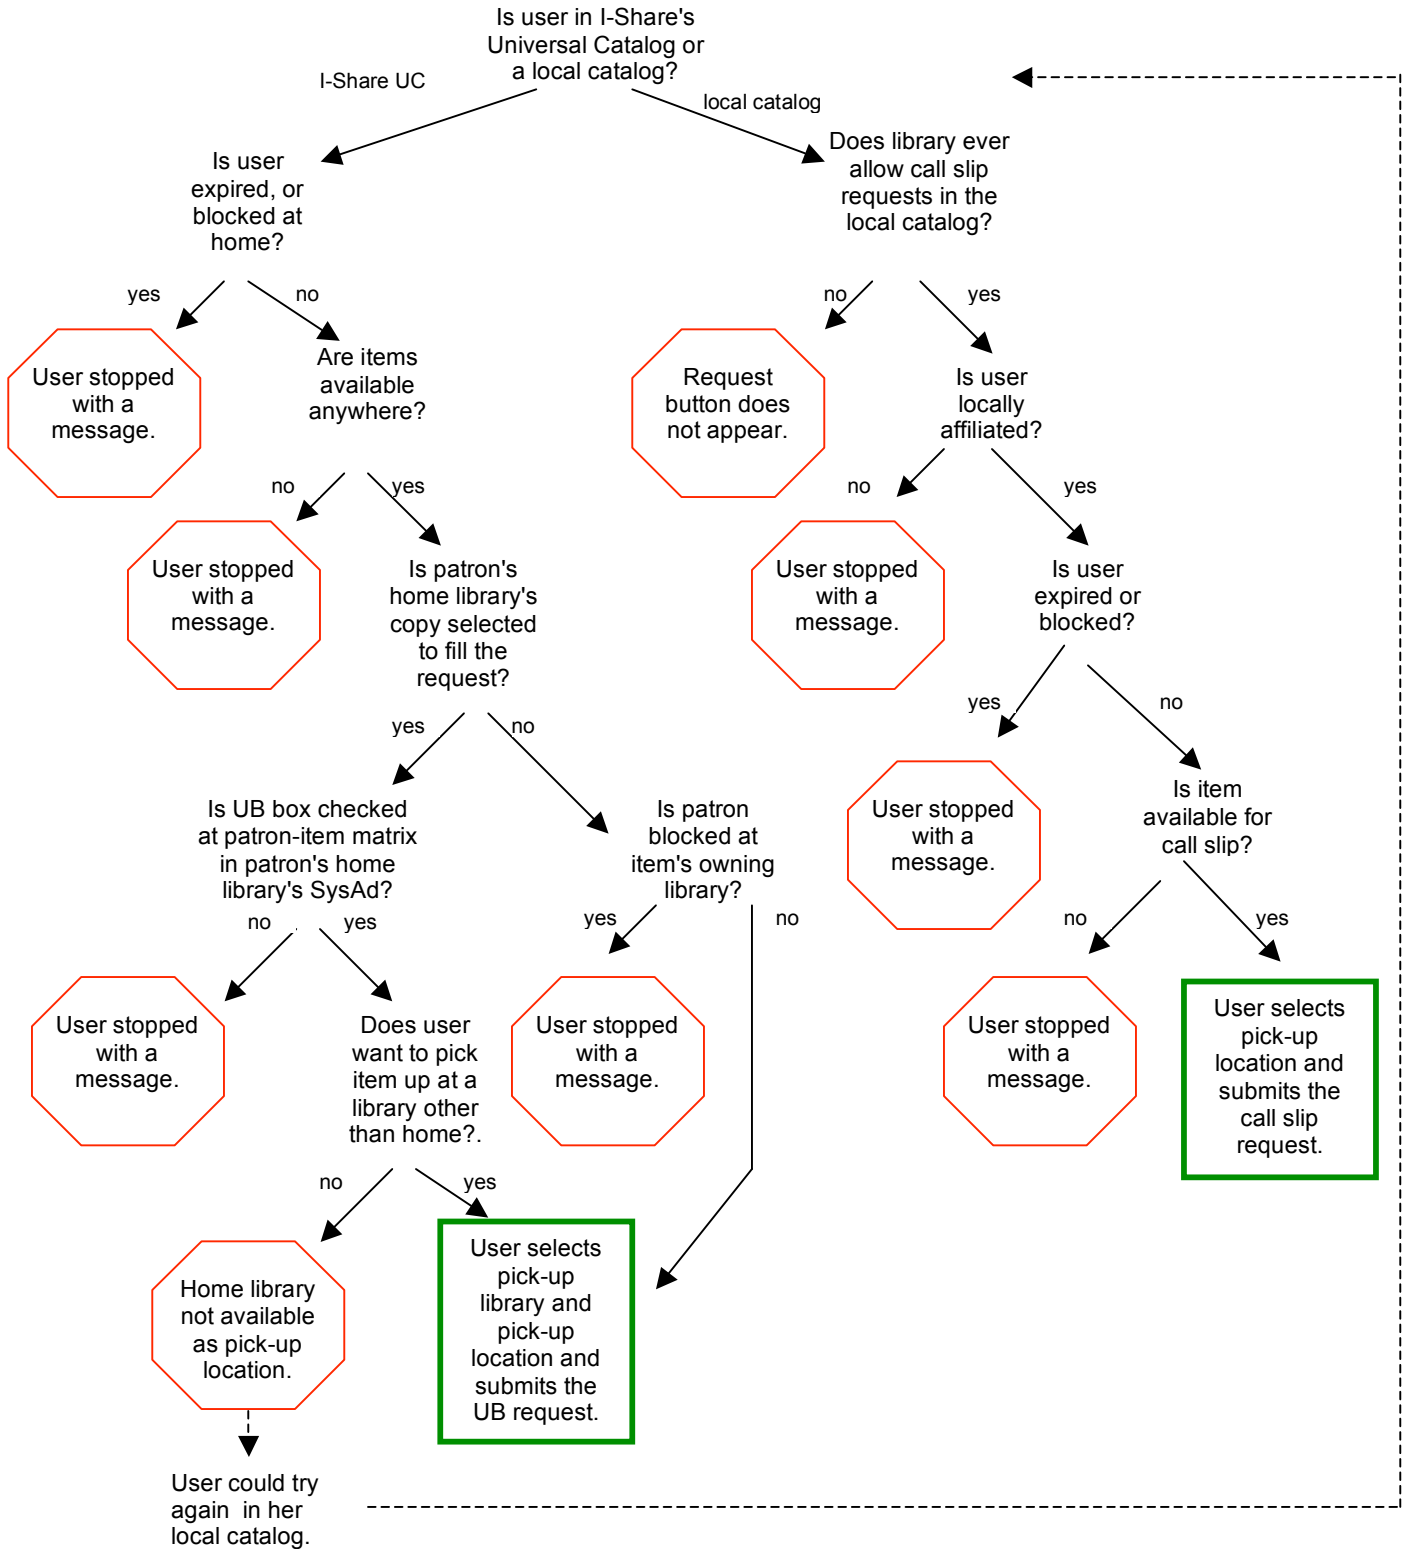 Is user in I-Share's
Universal Catalog or
a local catalog?
I-Share UC
local catalog
Is user
expired, or
blocked at
home?
Does library ever
allow call slip
requests in the
local catalog?
yes
no
no
yes
User stopped
with a
message.
Are items
available
anywhere?
Request
button does
not appear.
Is user
locally
affiliated?
no
yes
no
yes
User stopped
with a
message.
Is patron's
home library's
copy selected
to fill the
request?
User stopped
with a
message.
Is user
expired or
blocked?
yes
no
yes
no
Is UB box checked
at patron-item matrix
in patron's home
library's SysAd?
Is patron
blocked at
item's owning
library?
User stopped
with a
message.
Is item
available for
call slip?
no
yes
yes
no
no
yes
User stopped
with a
message.
Does user
want to pick
item up at a
library other
than home?.
User stopped
with a
message.
User stopped
with a
message.
User selects
pick-up
location and
submits the
call slip
request.
no
yes
Home library
not available
as pick-up
location.
User selects
pick-up
library and
pick-up
location and
submits the
UB request.
User could try
again  in her
local catalog.